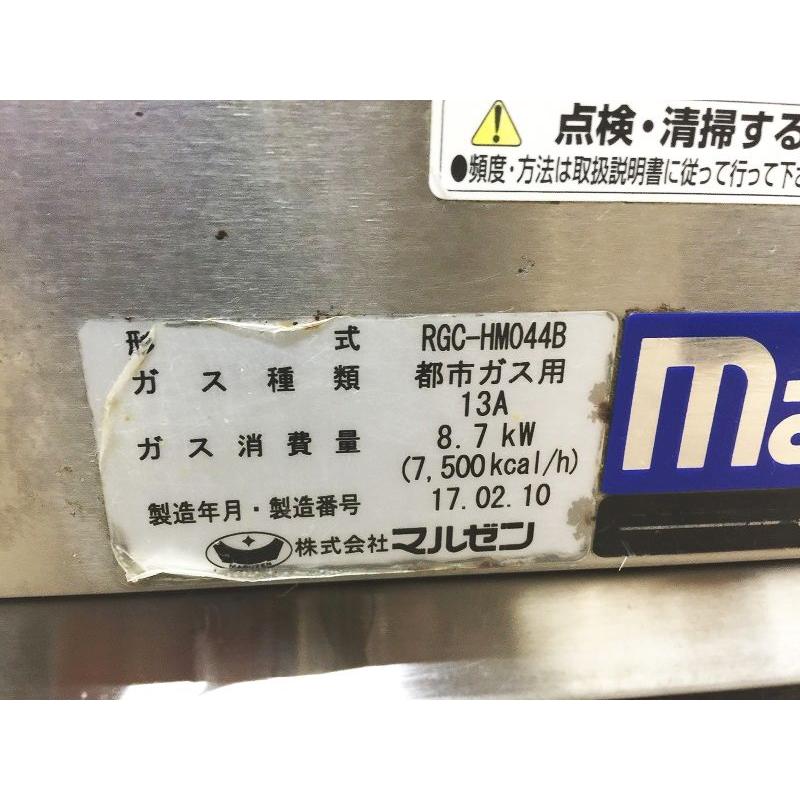 点検・清掃する
●頻度・方法は取扱説明書に従って行って下さ
形式 RGC-HM044B
ガス種類 都市ガス用
13A
ガス消費量 8.7 kW
(7,500kcal/h)
製造年月・製造番号 17.02.10
株式会社マルゼン
ma